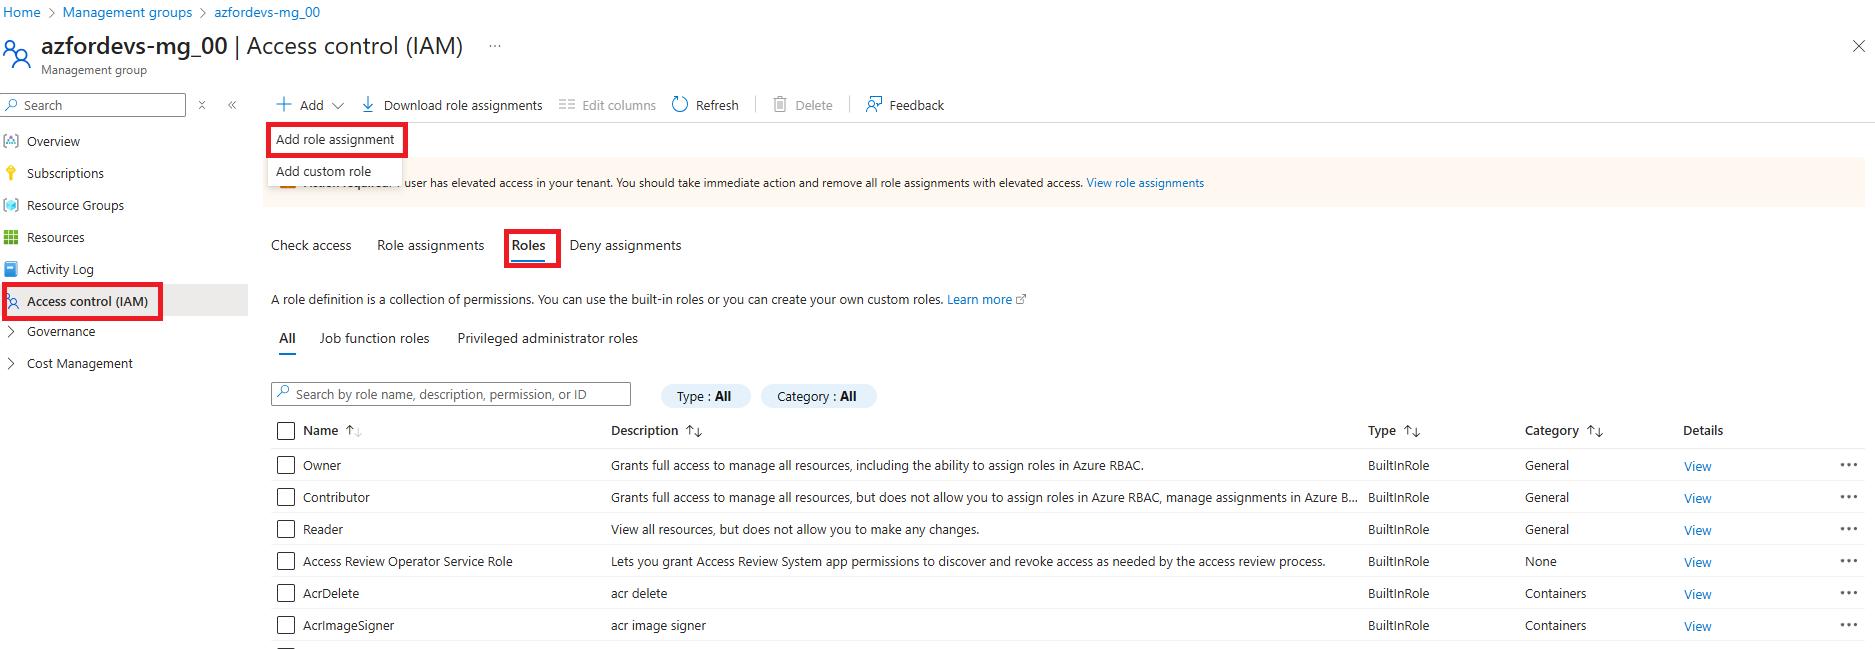 Home > Management groups > azfordevs-mg_00
azfordevs-mg_00 | Access control (IAM) ...
Management group
Search
Add
Download role assignments
Edit columns
Refresh
Delete
Feedback
Add role assignment
Add custom role
user has elevated access in your tenant. You should take immediate action and remove all role assignments with elevated access. View role assignments
Overview
Subscriptions
Resource Groups
Resources
Activity Log
Access control (IAM)
Governance
Cost Management
Check access Role assignments Roles Deny assignments
A role definition is a collection of permissions. You can use the built-in roles or you can create your own custom roles. Learn more
All Job function roles Privileged administrator roles
Search by role name, description, permission, or ID Type : All Category : All
Name Description Type Category Details
Owner Grants full access to manage all resources, including the ability to assign roles in Azure RBAC. BuiltInRole General View ...
Contributor Grants full access to manage all resources, but does not allow you to assign roles in Azure RBAC, manage assignments in Azure B... BuiltInRole General View ...
Reader View all resources, but does not allow you to make any changes. BuiltInRole General View ...
Access Review Operator Service Role Lets you grant Access Review System app permissions to discover and revoke access as needed by the access review process. BuiltInRole None View ...
AcrDelete acr delete BuiltInRole Containers View ...
AcrImageSigner acr image signer BuiltInRole Containers View ...